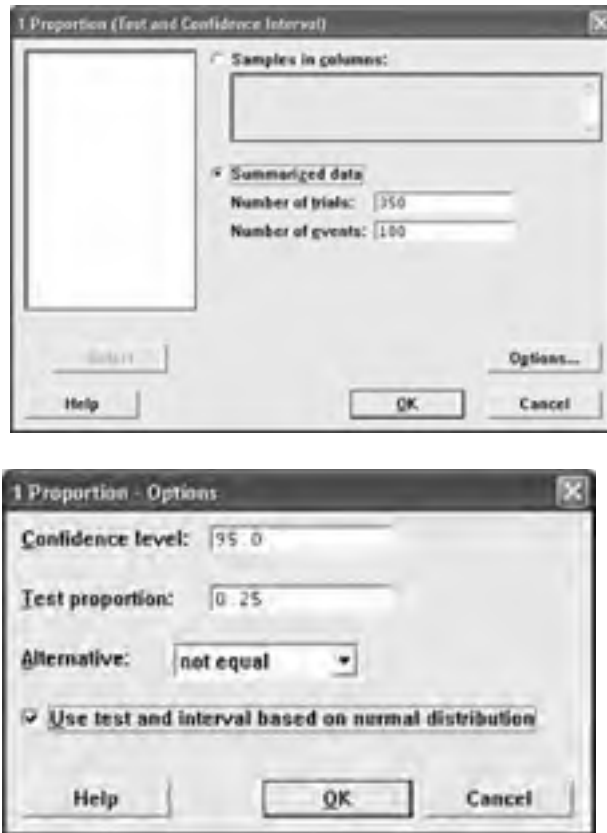 1 Proportion (Test and Confidence Interval)
Samples in columns:
Summarized data
Number of trials: 350
Number of events: 100
Select
Options...
Help
OK
Cancel
1 Proportion - Options
Confidence level: 95.0
Test proportion: 0.25
Alternative: not equal
Use test and interval based on normal distribution
Help
OK
Cancel